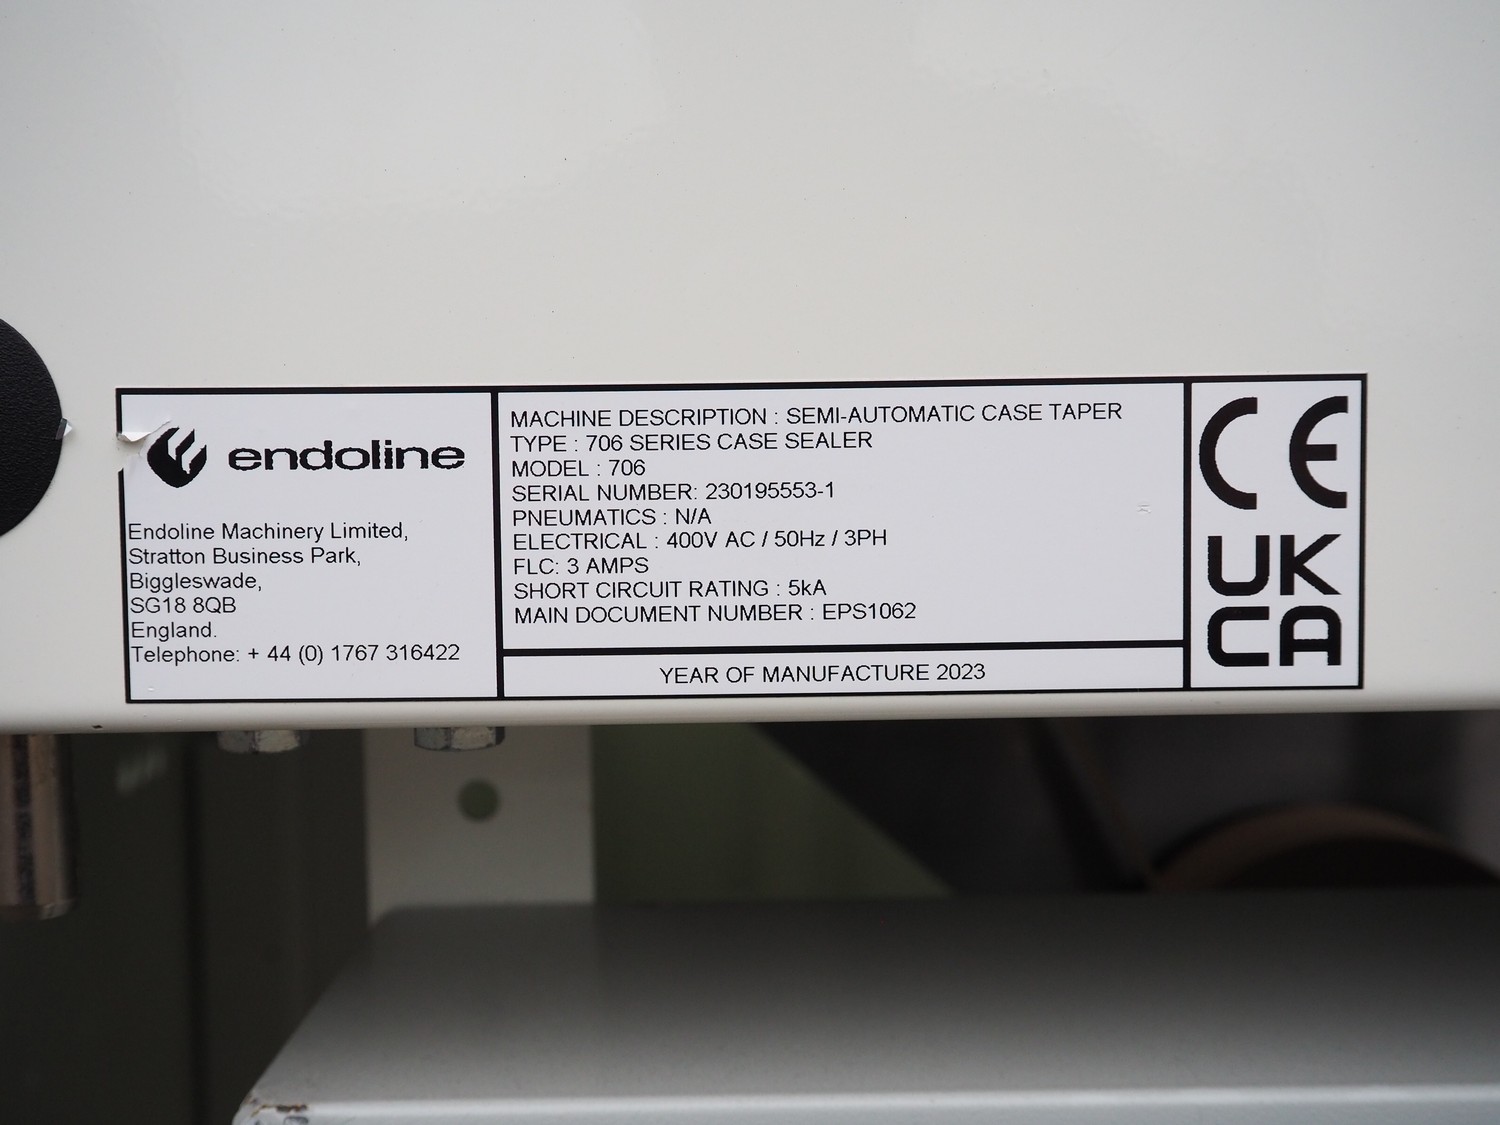 endoline
Endoline Machinery Limited,
Stratton Business Park,
Biggleswade,
SG18 8QB
England.
Telephone: + 44 (0) 1767 316422
MACHINE DESCRIPTION : SEMI-AUTOMATIC CASE TAPER
TYPE : 706 SERIES CASE SEALER
MODEL : 706
SERIAL NUMBER: 230195553-1
PNEUMATICS : N/A
ELECTRICAL : 400V AC / 50Hz / 3PH
FLC: 3 AMPS
SHORT CIRCUIT RATING : 5kA
MAIN DOCUMENT NUMBER : EPS1062
YEAR OF MANUFACTURE 2023
CE
UK
CA